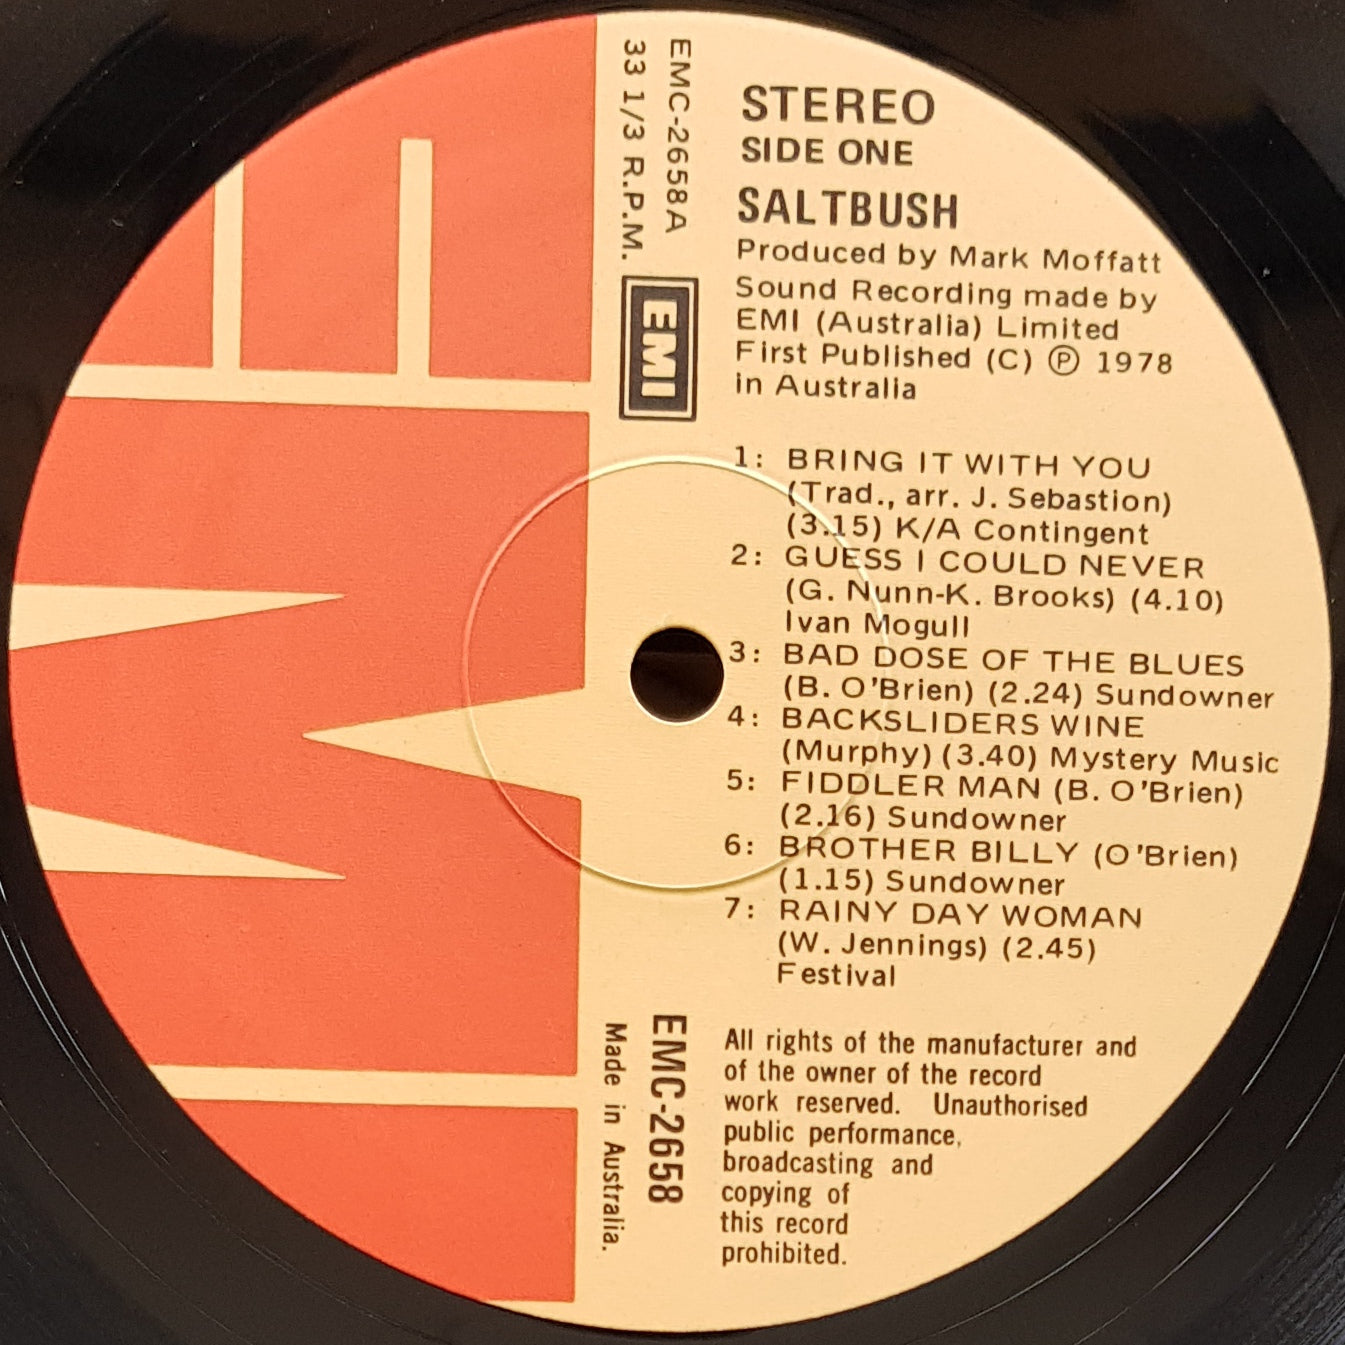 EMC-2658A
33 1/3 R.P.M.
EMI
STEREO
SIDE ONE
SALTBUSH
Produced by Mark Moffatt
Sound Recording made by
EMI (Australia) Limited
First Published (C) Ⓟ 1978
in Australia
1: BRING IT WITH YOU
(Trad., arr. J. Sebastion)
(3.15) K/A Contingent
2: GUESS I COULD NEVER
(G. Nunn-K. Brooks) (4.10)
Ivan Mogull
3: BAD DOSE OF THE BLUES
(B. O'Brien) (2.24) Sundowner
4: BACKSLIDERS WINE
(Murphy) (3.40) Mystery Music
5: FIDDLER MAN (B. O'Brien)
(2.16) Sundowner
6: BROTHER BILLY (O'Brien)
(1.15) Sundowner
7: RAINY DAY WOMAN
(W. Jennings) (2.45)
Festival
EMC-2658
Made in Australia.
All rights of the manufacturer and
of the owner of the record
work reserved. Unauthorised
public performance,
broadcasting and
copying of
this record
prohibited.